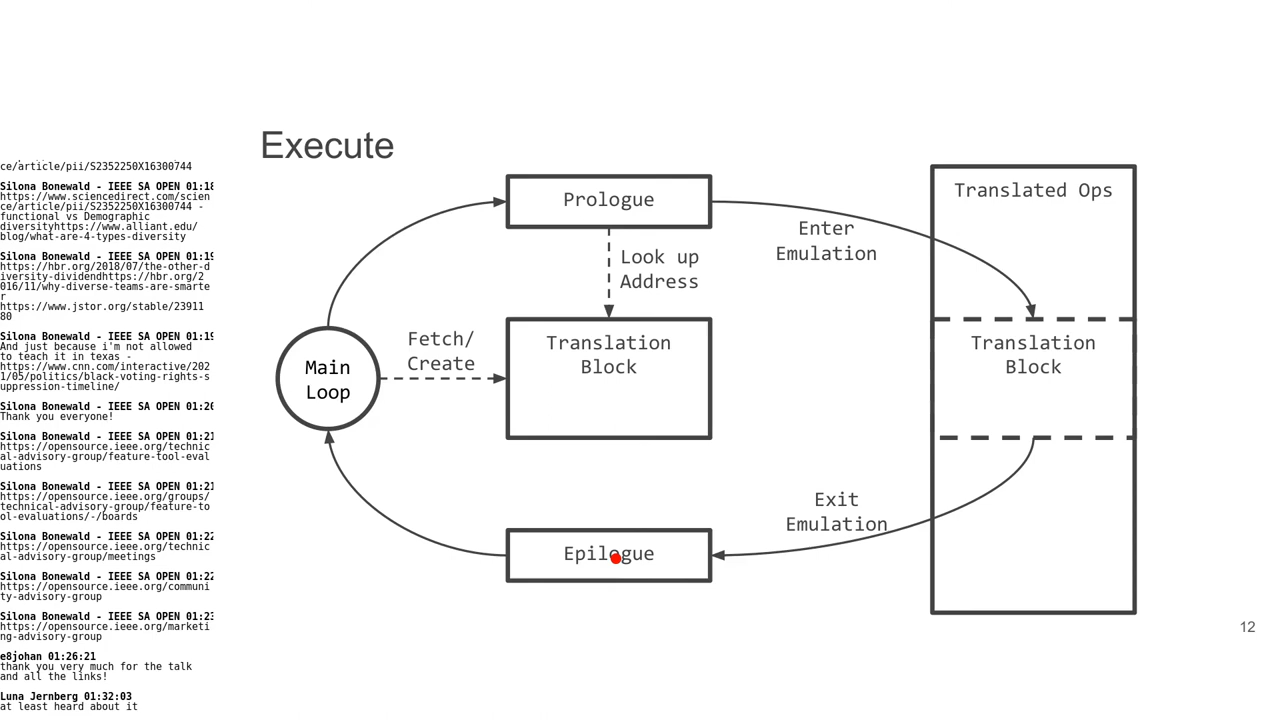 ce/article/pii/S2352250X16300744
Silona Bonewald - IEEE SA OPEN 01:18
https://www.sciencedirect.com/scien
ce/article/pii/S2352250X16300744 -
functional vs Demographic
diversityhttps://www.alliant.edu/
blog/what-are-4-types-diversity
Silona Bonewald - IEEE SA OPEN 01:19
https://hbr.org/2018/07/the-other-d
iversity-dividendhttps://hbr.org/2
016/11/why-diverse-teams-are-smarte
r
https://www.jstor.org/stable/23911
80
Silona Bonewald - IEEE SA OPEN 01:19
And just because i'm not allowed
to teach it in texas -
https://www.cnn.com/interactive/202
1/05/politics/black-voting-rights-s
uppression-timeline/
Silona Bonewald - IEEE SA OPEN 01:20
Thank you everyone!
Silona Bonewald - IEEE SA OPEN 01:21
https://opensource.ieee.org/technic
al-advisory-group/feature-tool-eval
uations
Silona Bonewald - IEEE SA OPEN 01:21
https://opensource.ieee.org/groups/
technical-advisory-group/feature-to
ol-evaluations/-/boards
Silona Bonewald - IEEE SA OPEN 01:22
https://opensource.ieee.org/technic
al-advisory-group/meetings
Silona Bonewald - IEEE SA OPEN 01:22
https://opensource.ieee.org/communi
ty-advisory-group
Silona Bonewald - IEEE SA OPEN 01:23
https://opensource.ieee.org/marketi
ng-advisory-group
e8johan 01:26:21
thank you very much for the talk
and all the links!
Luna Jernberg 01:32:03
at least heard about it
Execute
Prologue
Translated Ops
Enter
Emulation
Look up
Address
Fetch/
Create
Main
Loop
Translation
Block
Translation
Block
Exit
Emulation
Epilogue
12